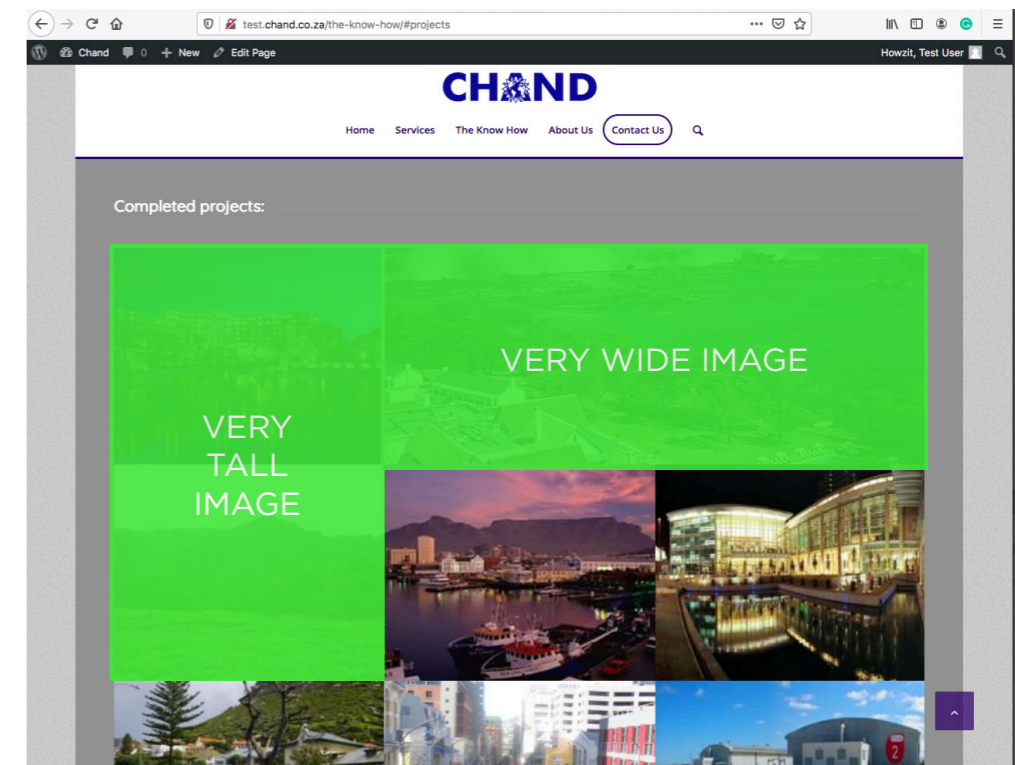 test.chand.co.za/the-know-how/#projects
Chand 0 New Edit Page Howzit, Test User
CHAND
Home Services The Know How About Us Contact Us
Completed projects:
VERY WIDE IMAGE
VERY
TALL
IMAGE
2